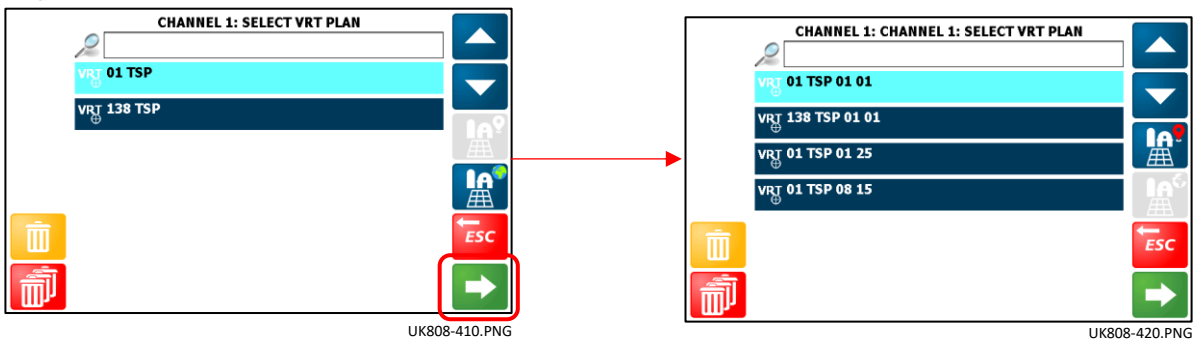 CHANNEL 1: SELECT VRT PLAN
VRT 01 TSP
VRT 138 TSP
ESC
UK808-410.PNG
CHANNEL 1: CHANNEL 1: SELECT VRT PLAN
VRT 01 TSP 01 01
VRT 138 TSP 01 01
VRT 01 TSP 01 25
VRT 01 TSP 08 15
ESC
UK808-420.PNG